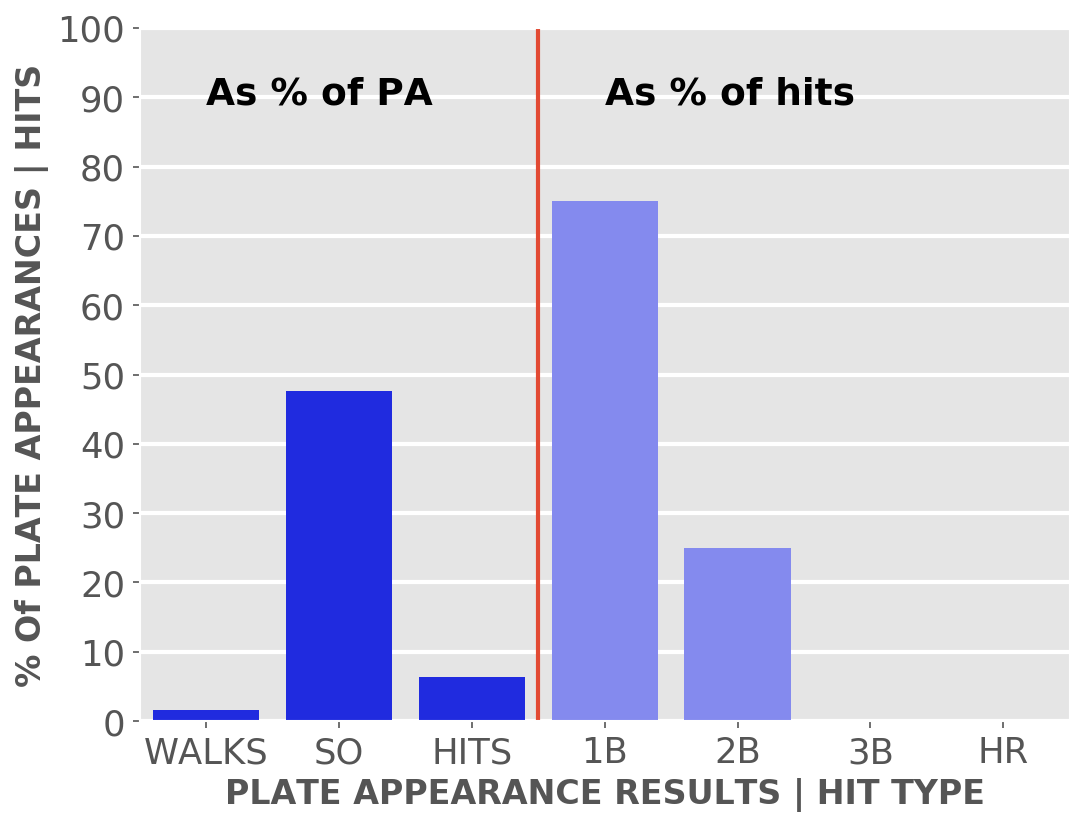 100
90
80
70
60
50
40
30
20
10
0
% Of PLATE APPEARANCES | HITS
As % of PA
As % of hits
WALKS SO HITS 1B 2B 3B HR
PLATE APPEARANCE RESULTS | HIT TYPE